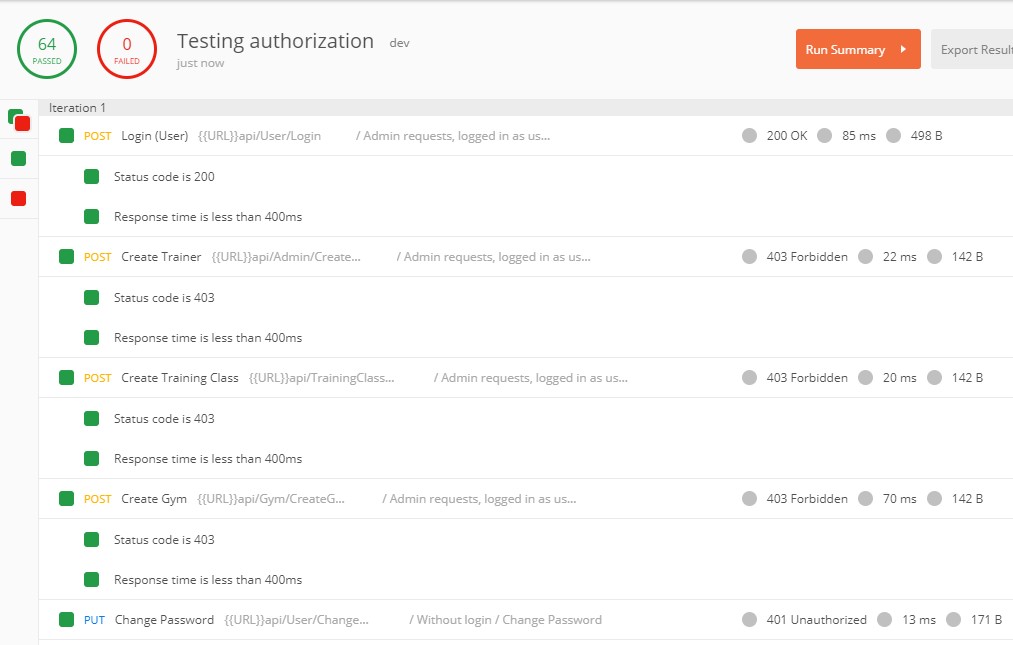 64
PASSED
0
FAILED
Testing authorization dev
just now
Run Summary
Export Result
Iteration 1
POST Login (User) {{URL}}api/User/Login / Admin requests, logged in as us... 200 OK 85 ms 498 B
Status code is 200
Response time is less than 400ms
POST Create Trainer {{URL}}api/Admin/Create... / Admin requests, logged in as us... 403 Forbidden 22 ms 142 B
Status code is 403
Response time is less than 400ms
POST Create Training Class {{URL}}api/TrainingClass... / Admin requests, logged in as us... 403 Forbidden 20 ms 142 B
Status code is 403
Response time is less than 400ms
POST Create Gym {{URL}}api/Gym/CreateG... / Admin requests, logged in as us... 403 Forbidden 70 ms 142 B
Status code is 403
Response time is less than 400ms
PUT Change Password {{URL}}api/User/Change... / Without login / Change Password 401 Unauthorized 13 ms 171 B